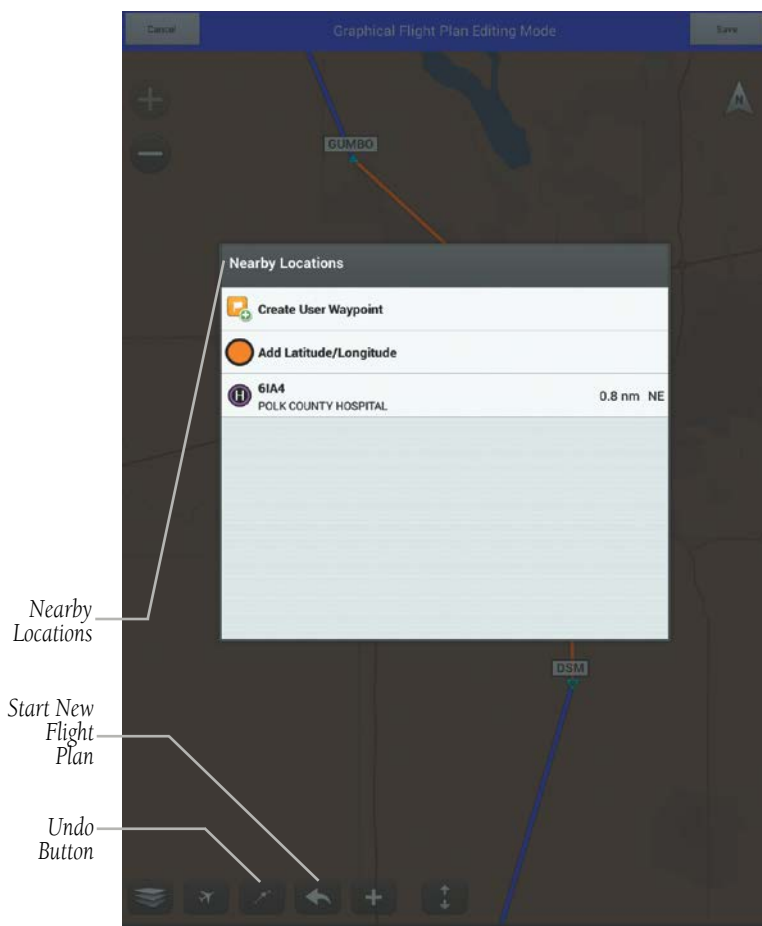 Cancel
Graphical Flight Plan Editing Mode
Save
N
GUMBO
Nearby Locations
Create User Waypoint
Add Latitude/Longitude
H
6IA4
POLK COUNTY HOSPITAL
0.8 nm NE
Nearby
Locations
DSM
Start New
Flight
Plan
Undo
Button